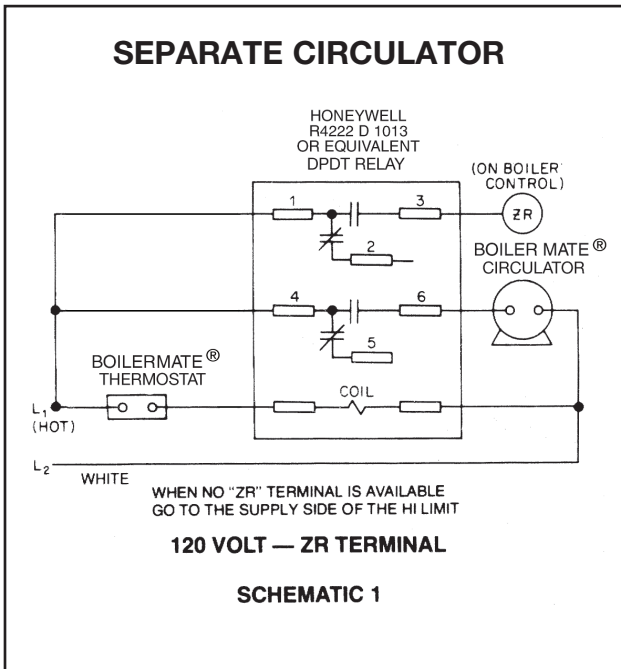 SEPARATE CIRCULATOR
HONEYWELL
R4222 D 1013
OR EQUIVALENT
DPDT RELAY
(ON BOILER
CONTROL)
1
3
ZR
2
BOILER MATE®
CIRCULATOR
4
6
5
BOILERMATE®
THERMOSTAT
COIL
L1
(HOT)
L2
WHITE
WHEN NO "ZR" TERMINAL IS AVAILABLE
GO TO THE SUPPLY SIDE OF THE HI LIMIT
120 VOLT — ZR TERMINAL
SCHEMATIC 1